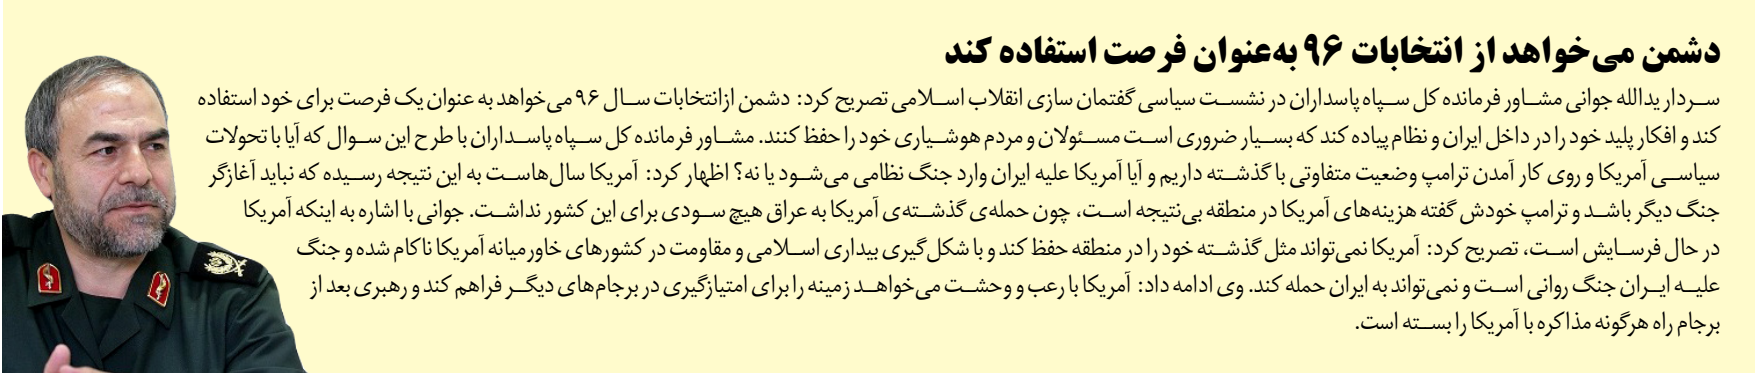 دشمن می‌خواهد از انتخابات ۹۶ به‌عنوان فرصت استفاده کند
سردار یدالله جوانی مشاور فرمانده کل سپاه پاسداران در نشست سیاسی گفتمان سازی انقلاب اسلامی تصریح کرد: دشمن ازانتخابات سال ۹۶ می‌خواهد به عنوان یک فرصت برای خود استفاده
کند و افکار پلید خود را در داخل ایران و نظام پیاده کند که بسیار ضروری است مسئولان و مردم هوشیاری خود را حفظ کنند. مشاور فرمانده کل سپاه پاسداران با طرح این سوال که آیا با تحولات
سیاسی آمریکا و روی کار آمدن ترامپ وضعیت متفاوتی با گذشته داریم و آیا آمریکا علیه ایران وارد جنگ نظامی می‌شود یا نه؟ اظهار کرد: آمریکا سال‌هاست به این نتیجه رسیده که نباید آغازگر
جنگ دیگر باشد و ترامپ خودش گفته هزینه‌های آمریکا در منطقه بی‌نتیجه است، چون حمله‌ی گذشته‌ی آمریکا به عراق هیچ سودی برای این کشور نداشت. جوانی با اشاره به اینکه آمریکا
در حال فرسایش است، تصریح کرد: آمریکا نمی‌تواند مثل گذشته خود را در منطقه حفظ کند و با شکل‌گیری بیداری اسلامی و مقاومت در کشورهای خاورمیانه آمریکا ناکام شده و جنگ
علیه ایران جنگ روانی است و نمی‌تواند به ایران حمله کند. وی ادامه داد: آمریکا با رعب و وحشت می‌خواهد زمینه را برای امتیازگیری در برجام‌های دیگر فراهم کند و رهبری بعد از
برجام راه هرگونه مذاکره با آمریکا را بسته است.